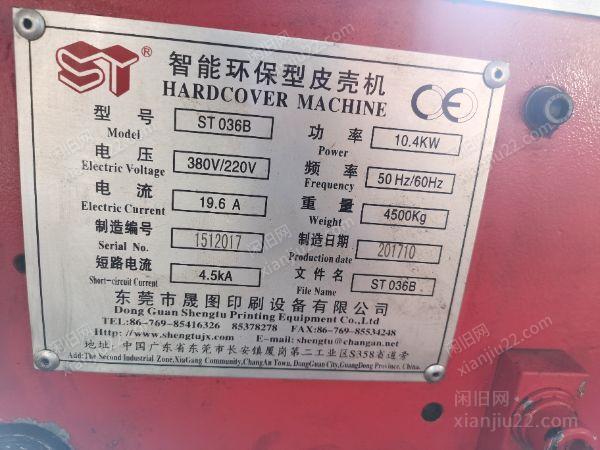 ST®
智能环保型皮壳机
HARDCOVER MACHINE
CE
型号 ST 036B 功率 10.4KW
Model Power
电压 380V/220V 频率 50 Hz/60Hz
Electric Voltage Frequency
电流 19.6 A 重量 4500Kg
Electric Current Weight
制造编号 1512017 制造日期 201710
Serial No. Production date
短路电流 4.5kA 文件名 ST 036B
Short-circuit Current File Name
东莞市晟图印刷设备有限公司
Dong Guan Shengtu Printing Equipment Co.,Ltd
TEL:86-769-85416326 85378278 FAX:86-769-85534248
Http://www.shengtujx.com E-mail: shengtu@changan.net
地址: 中国广东省东莞市长安镇厦岗第二工业区S358省道旁
Add:The Second Industrial Zone,XiaGang Community,ChangAn Town, DongGuan City, GuangDong Province, China.
闲旧网
xianjiu22.com